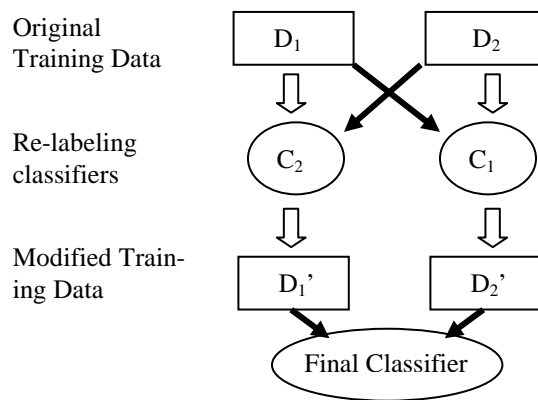 Original
Training Data
D₁
D₂
Re-labeling
classifiers
C₂
C₁
Modified Train-
ing Data
D₁’
D₂’
Final Classifier